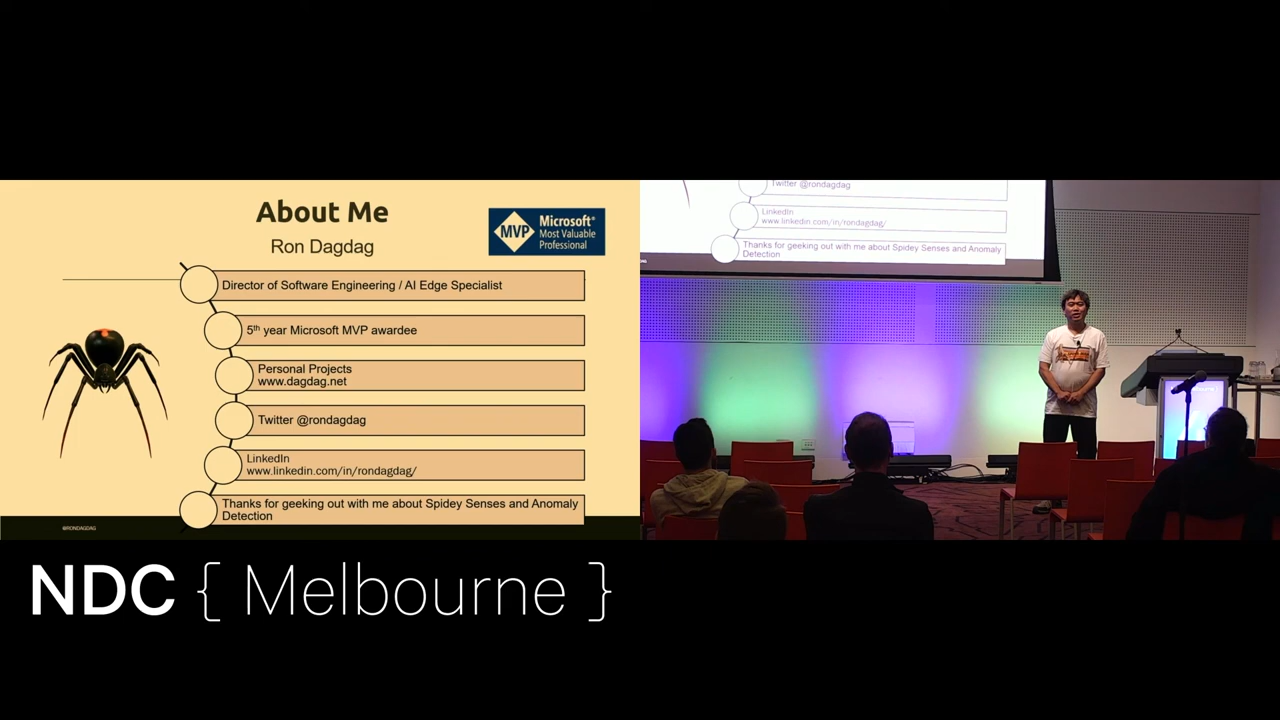 About Me
Ron Dagdag
Microsoft®
Most Valuable
Professional
MVP
Director of Software Engineering / AI Edge Specialist
5th year Microsoft MVP awardee
Personal Projects
www.dagdag.net
Twitter @rondagdag
LinkedIn
www.linkedin.com/in/rondagdag/
Thanks for geeking out with me about Spidey Senses and Anomaly
Detection
@RONDAGDAG
Twitter @rondagdag
LinkedIn
www.linkedin.com/in/rondagdag/
Thanks for geeking out with me about Spidey Senses and Anomaly
Detection
NDC { Melbourne }